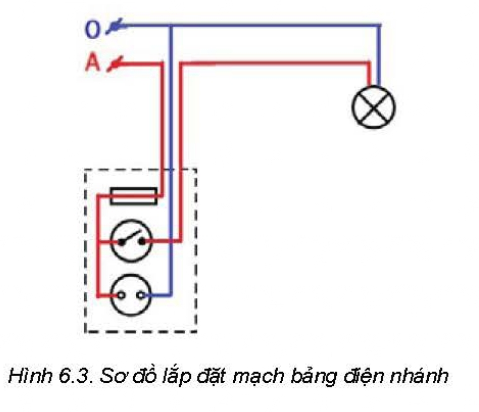 O
A
Hình 6.3. Sơ đồ lắp đặt mạch bảng điện nhánh